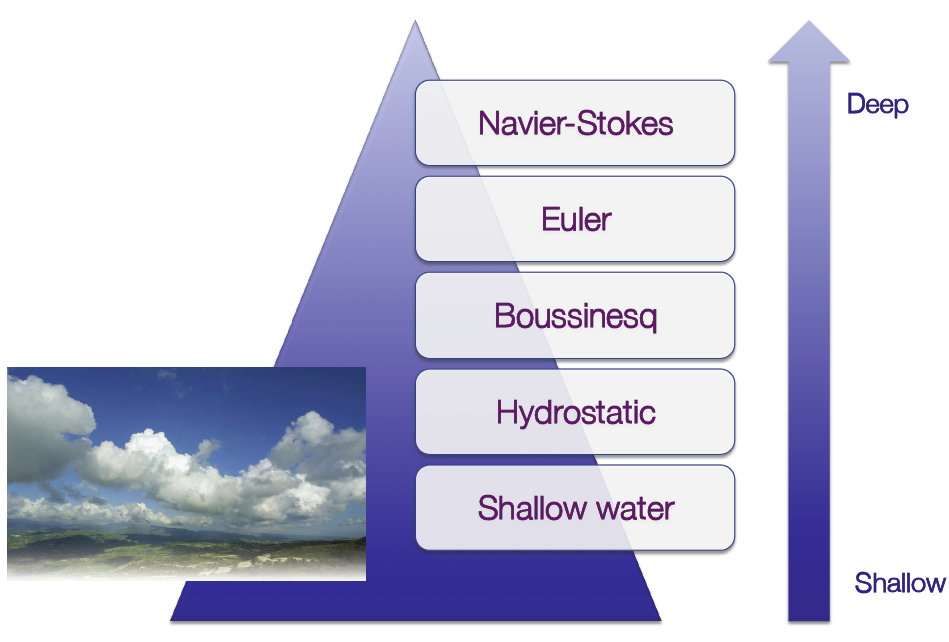 Navier-Stokes
Deep
Euler
Boussinesq
Hydrostatic
Shallow water
Shallow